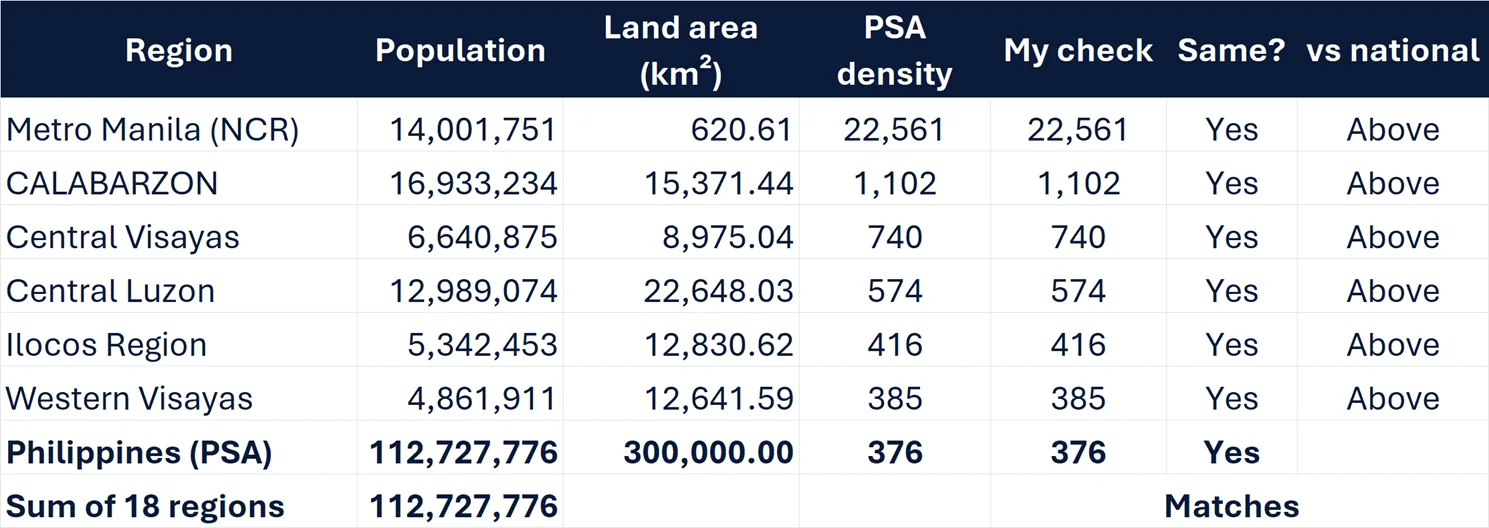 Region Population Land area (km²) PSA density My check Same? vs national
Metro Manila (NCR) 14,001,751 620.61 22,561 22,561 Yes Above
CALABARZON 16,933,234 15,371.44 1,102 1,102 Yes Above
Central Visayas 6,640,875 8,975.04 740 740 Yes Above
Central Luzon 12,989,074 22,648.03 574 574 Yes Above
Ilocos Region 5,342,453 12,830.62 416 416 Yes Above
Western Visayas 4,861,911 12,641.59 385 385 Yes Above
Philippines (PSA) 112,727,776 300,000.00 376 376 Yes
Sum of 18 regions 112,727,776 Matches